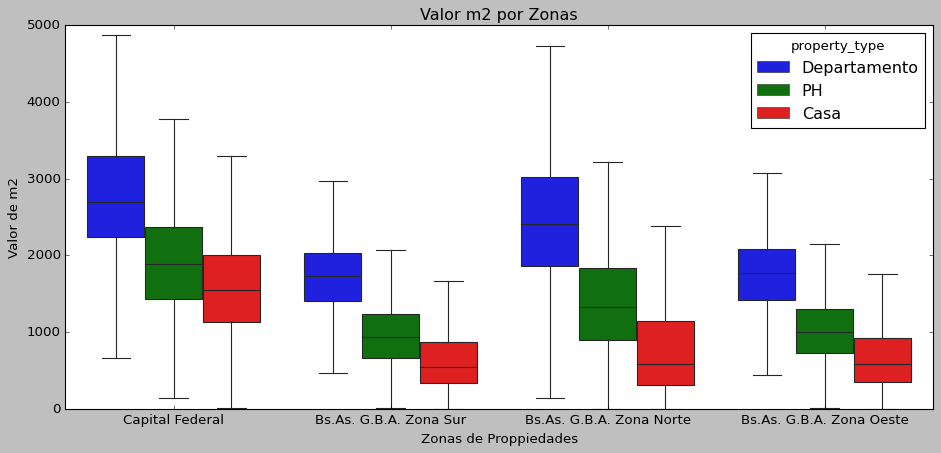 Valor m2 por Zonas
Valor de m2
5000
4000
3000
2000
1000
0
property_type
Departamento
PH
Casa
Capital Federal
Bs.As. G.B.A. Zona Sur
Bs.As. G.B.A. Zona Norte
Bs.As. G.B.A. Zona Oeste
Zonas de Proppiedades